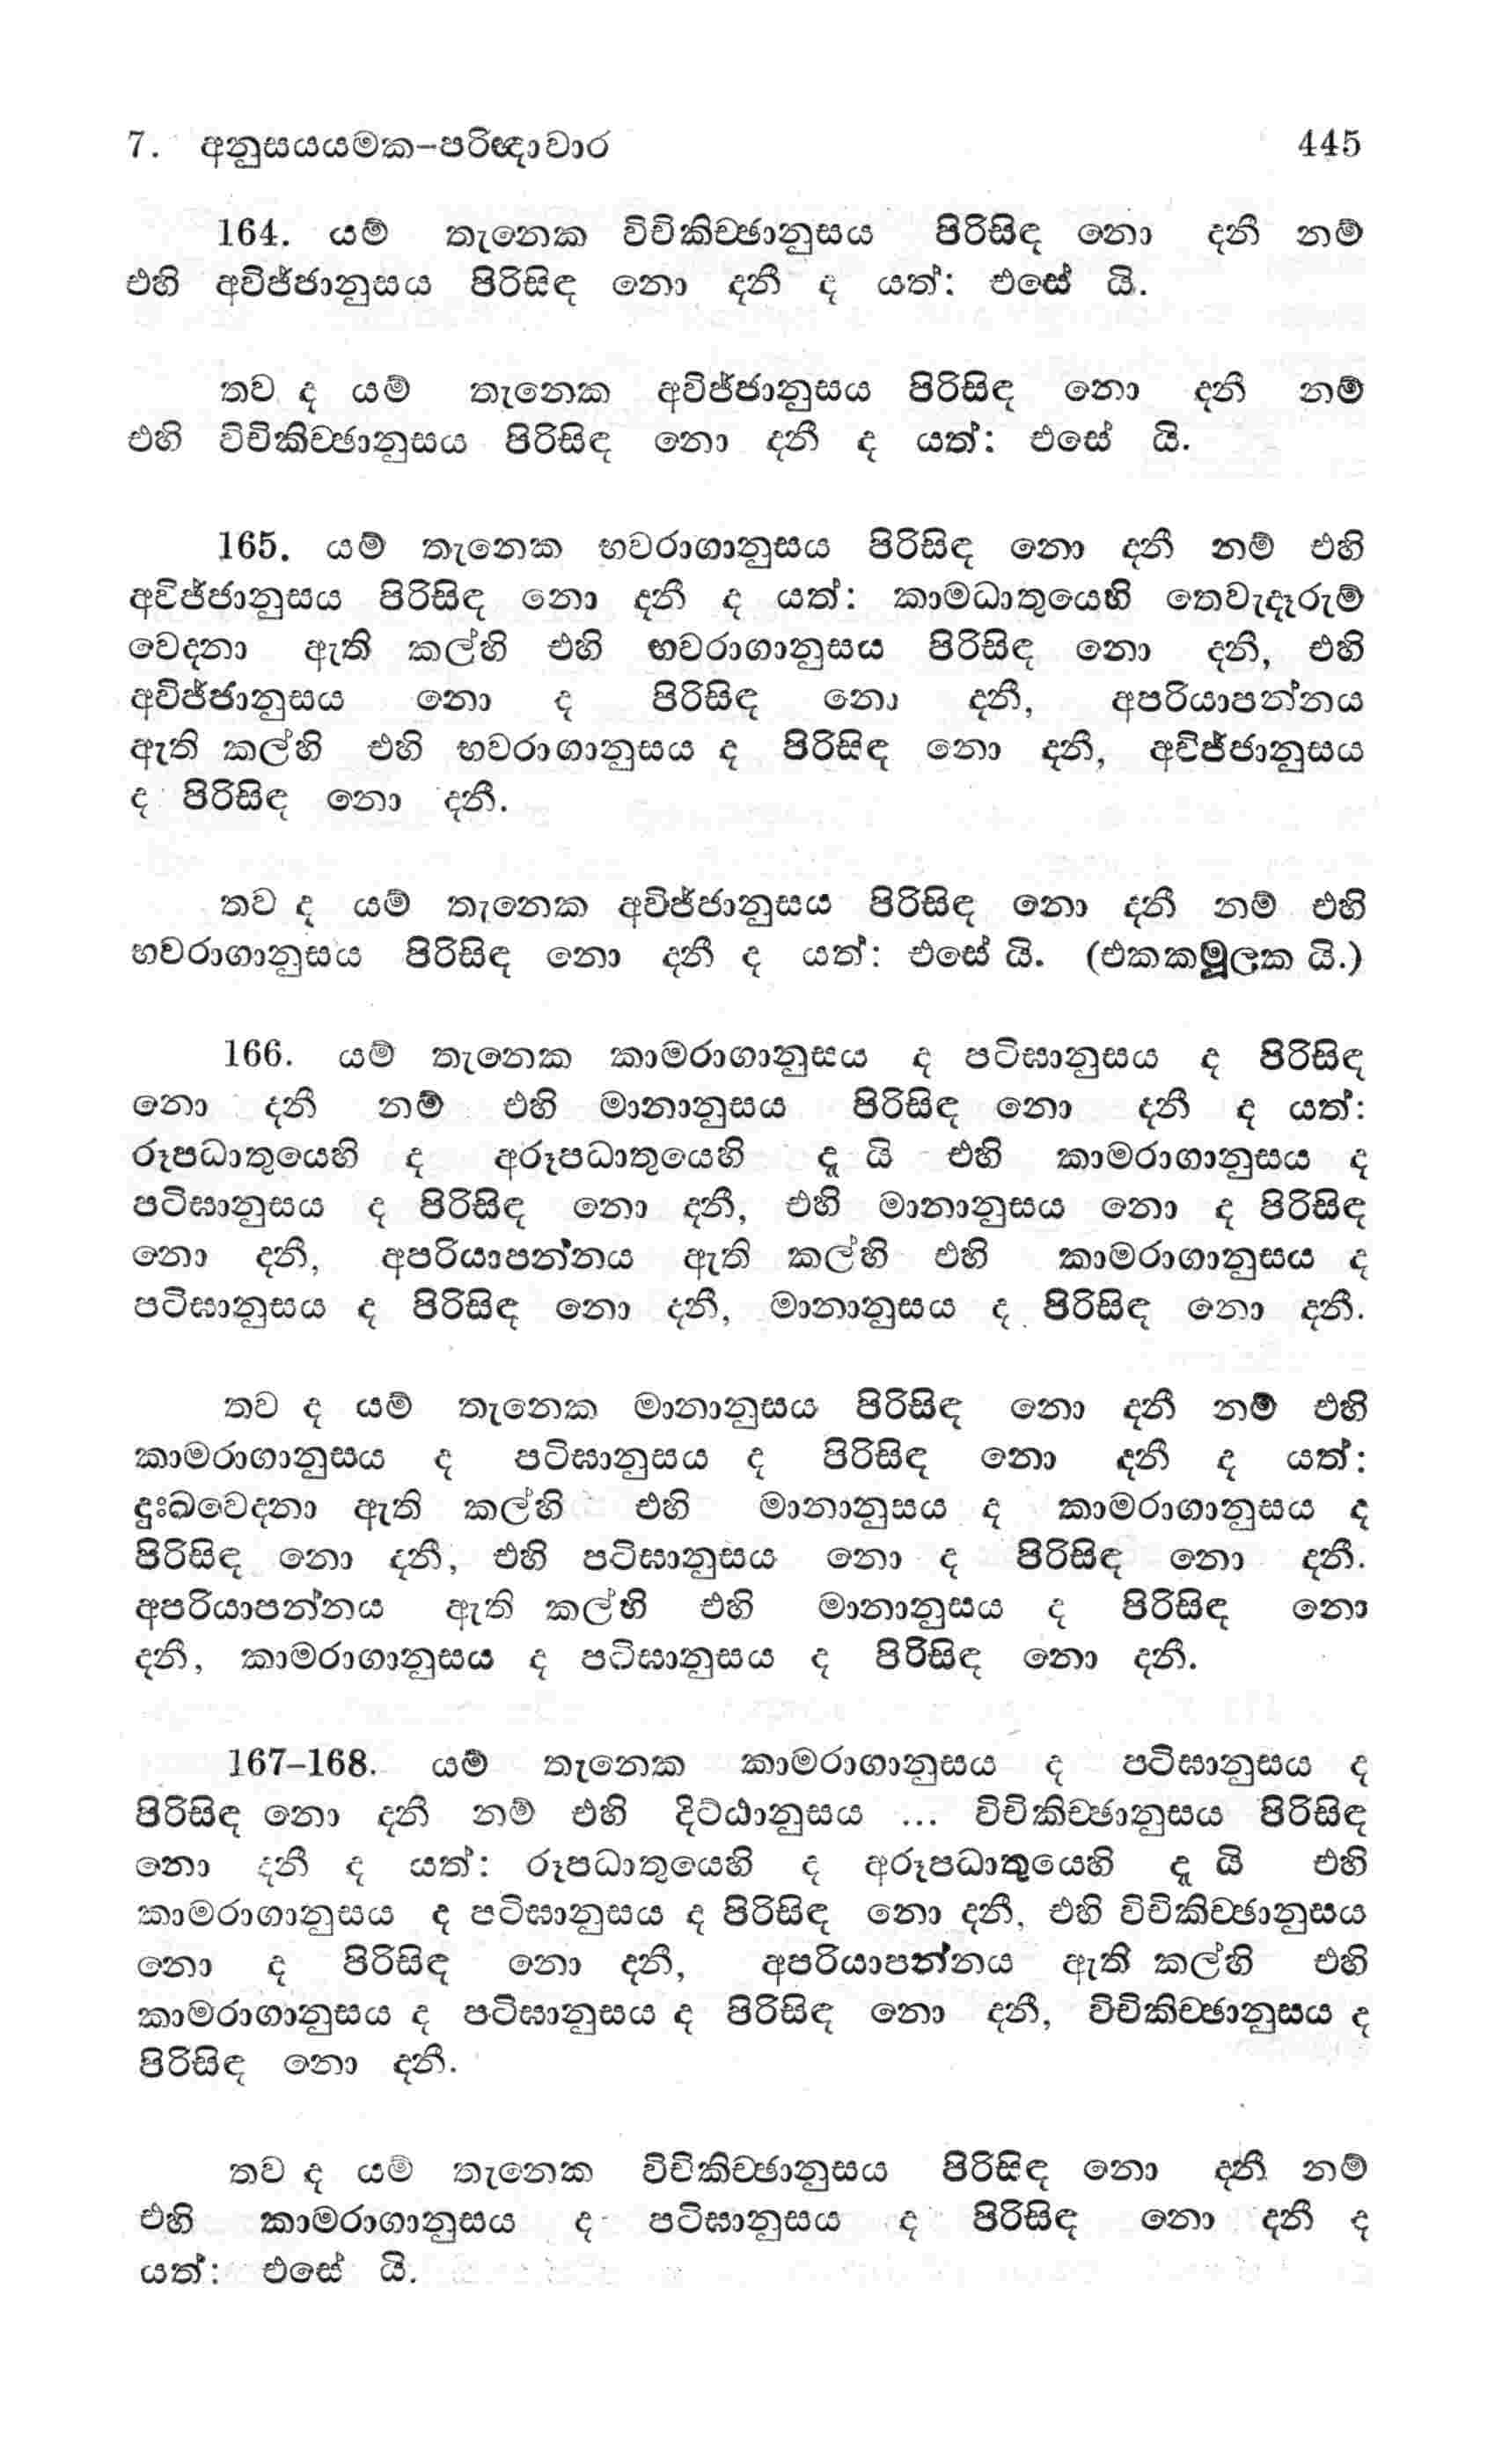 7. අනුසයයමක-පරිඤාවාර 445
164. යම් තැනෙක විචිකිච්ඡානුසය පිරිසිඳ නො දනී නම්
එහි අවිජ්ජානුසය පිරිසිඳ නො දනී ද යත්: එසේ යි.
තව ද යම් තැනෙක අවිජ්ජානුසය පිරිසිඳ නො දනී නම්
එහි විචිකිච්ඡානුසය පිරිසිඳ නො දනී ද යත්: එසේ යි.
165. යම් තැනෙක භවරාගානුසය පිරිසිඳ නො දනී නම් එහි
අවිජ්ජානුසය පිරිසිඳ නො දනී ද යත්: කාමධාතුයෙහි තෙවැදෑරුම්
වෙදනා ඇති කල්හි එහි භවරාගානුසය පිරිසිඳ නො දනී, එහි
අවිජ්ජානුසය නො ද පිරිසිඳ නො දනී, අපරියාපන්නය
ඇති කල්හි එහි භවරාගානුසය ද පිරිසිඳ නො දනී, අවිජ්ජානුසය
ද පිරිසිඳ නො දනී.
තව ද යම් තැනෙක අවිජ්ජානුසය පිරිසිඳ නො දනී නම් එහි
භවරාගානුසය පිරිසිඳ නො දනී ද යත්: එසේ යි. (එකකමූලක යි.)
166. යම් තැනෙක කාමරාගානුසය ද පටිඝානුසය ද පිරිසිඳ
නො දනී නම් එහි මානානුසය පිරිසිඳ නො දනී ද යත්:
රූපධාතුයෙහි ද අරූපධාතුයෙහි දූ යි එහි කාමරාගානුසය ද
පටිඝානුසය ද පිරිසිඳ නො දනී, එහි මානානුසය නො ද පිරිසිඳ
නො දනී, අපරියාපන්නය ඇති කල්හි එහි කාමරාගානුසය ද
පටිඝානුසය ද පිරිසිඳ නො දනී, මානානුසය ද පිරිසිඳ නො දනී.
තව ද යම් තැනෙක මානානුසය පිරිසිඳ නො දනී නම් එහි
කාමරාගානුසය ද පටිඝානුසය ද පිරිසිඳ නො දනී ද යත්:
දුඃඛවෙදනා ඇති කල්හි එහි මානානුසය ද කාමරාගානුසය ද
පිරිසිඳ නො දනී, එහි පටිඝානුසය නො ද පිරිසිඳ නො දනී.
අපරියාපන්නය ඇති කල්හි එහි මානානුසය ද පිරිසිඳ නො
දනී, කාමරාගානුසය ද පටිඝානුසය ද පිරිසිඳ නො දනී.
167-168. යම් තැනෙක කාමරාගානුසය ද පටිඝානුසය ද
පිරිසිඳ නො දනී නම් එහි දිට්ඨානුසය ... විචිකිච්ඡානුසය පිරිසිඳ
නො දනී ද යත්: රූපධාතුයෙහි ද අරූපධාතුයෙහි දූ යි එහි
කාමරාගානුසය ද පටිඝානුසය ද පිරිසිඳ නො දනී, එහි විචිකිච්ඡානුසය
නො ද පිරිසිඳ නො දනී, අපරියාපන්නය ඇති කල්හි එහි
කාමරාගානුසය ද පටිඝානුසය ද පිරිසිඳ නො දනී, විචිකිච්ඡානුසය ද
පිරිසිඳ නො දනී.
තව ද යම් තැනෙක විචිකිච්ඡානුසය පිරිසිඳ නො දනී නම්
එහි කාමරාගානුසය ද පටිඝානුසය ද පිරිසිඳ නො දනී ද
යත්: එසේ යි.